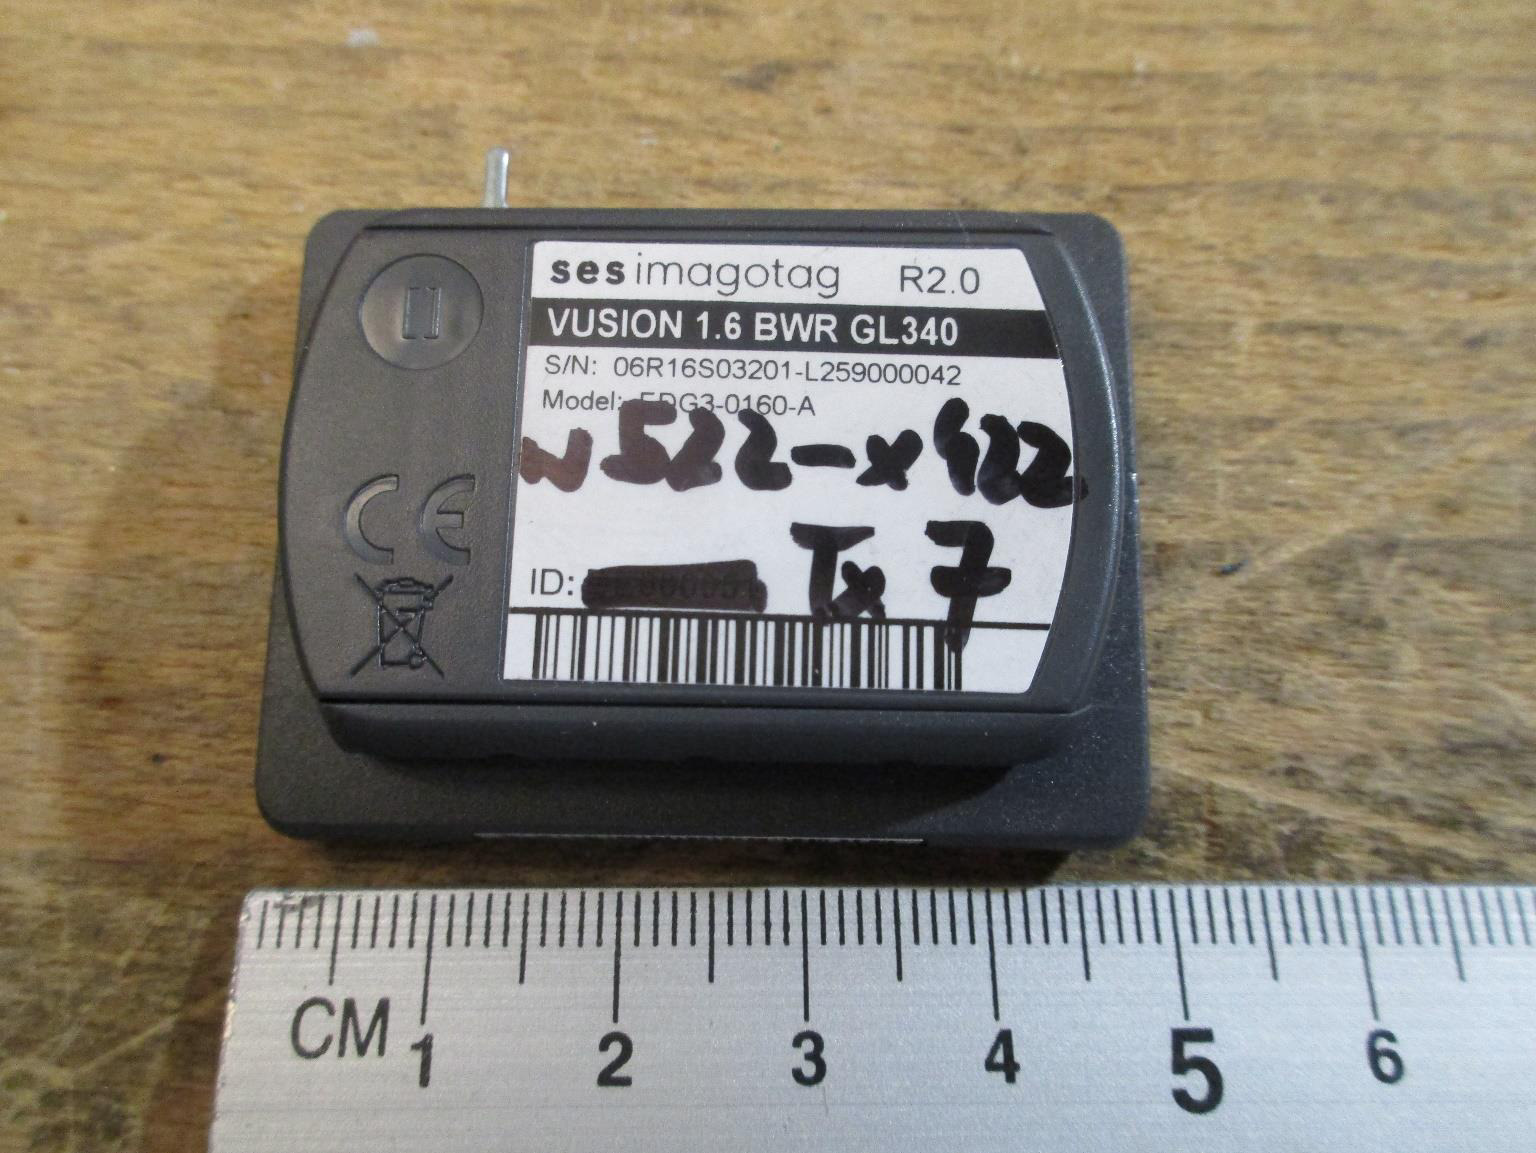 ses imagotag R2.0
VUSION 1.6 BWR GL340
S/N: 06R16S03201-L259000042
Model: EDG3-0160-A
W522-x422
ID: Tx 7
CE
CM 1 2 3 4 5 6